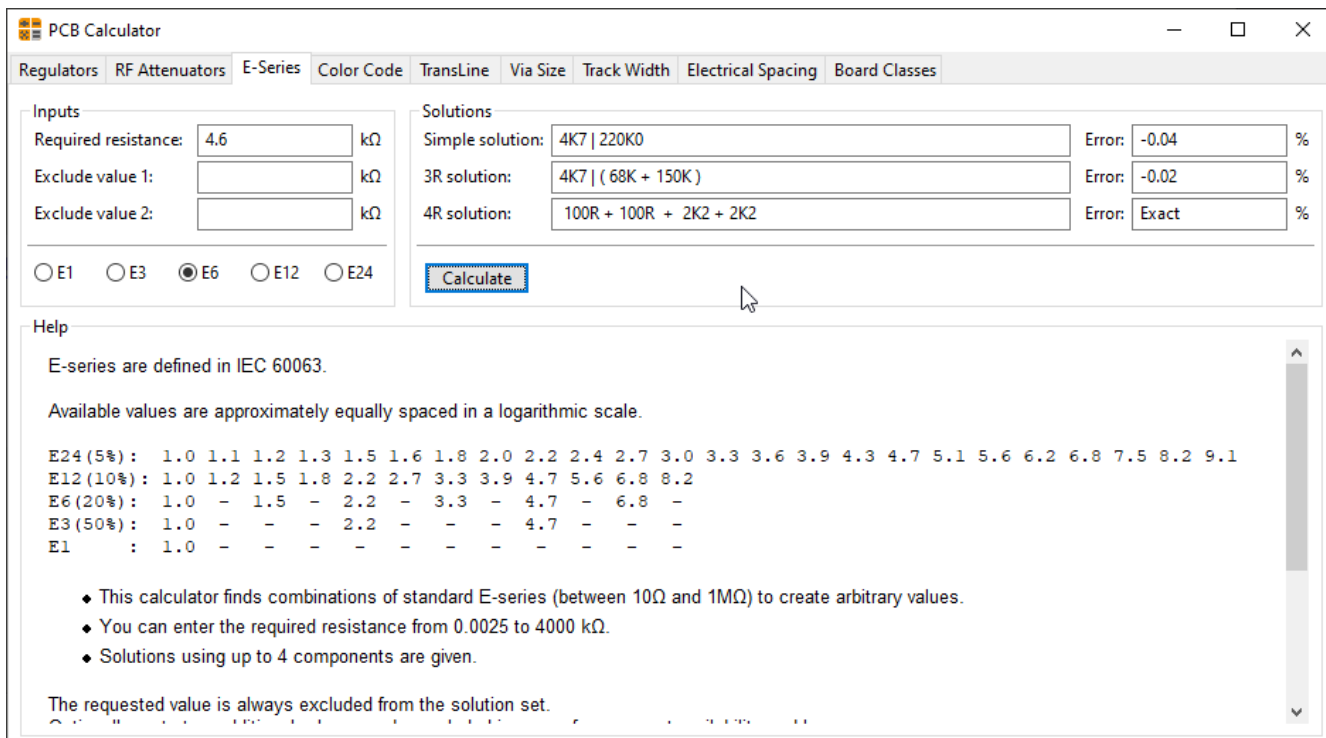 PCB Calculator
Regulators RF Attenuators E-Series Color Code TransLine Via Size Track Width Electrical Spacing Board Classes
Inputs
Required resistance: 4.6 kΩ
Exclude value 1: kΩ
Exclude value 2: kΩ
E1 E3 E6 E12 E24
Solutions
Simple solution: 4K7 | 220K0 Error: -0.04 %
3R solution: 4K7 | ( 68K + 150K ) Error: -0.02 %
4R solution: 100R + 100R + 2K2 + 2K2 Error: Exact %
Calculate
Help
E-series are defined in IEC 60063.
Available values are approximately equally spaced in a logarithmic scale.
E24(5%): 1.0 1.1 1.2 1.3 1.5 1.6 1.8 2.0 2.2 2.4 2.7 3.0 3.3 3.6 3.9 4.3 4.7 5.1 5.6 6.2 6.8 7.5 8.2 9.1
E12(10%): 1.0 1.2 1.5 1.8 2.2 2.7 3.3 3.9 4.7 5.6 6.8 8.2
E6(20%): 1.0 - 1.5 - 2.2 - 3.3 - 4.7 - 6.8 -
E3(50%): 1.0 - - - 2.2 - - - 4.7 - - -
E1 : 1.0 - - - - - - - - - - -
◆ This calculator finds combinations of standard E-series (between 10Ω and 1MΩ) to create arbitrary values.
◆ You can enter the required resistance from 0.0025 to 4000 kΩ.
◆ Solutions using up to 4 components are given.
The requested value is always excluded from the solution set.